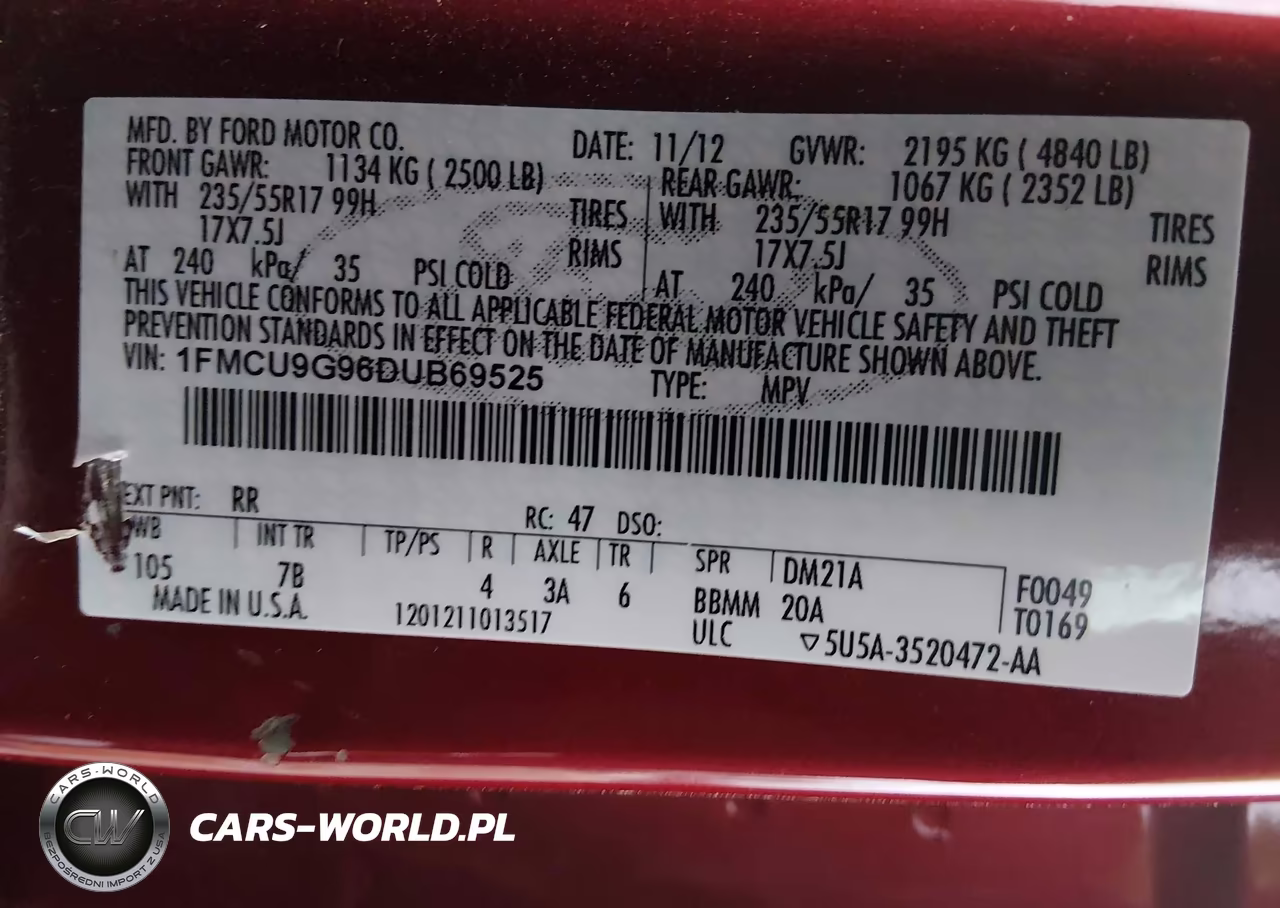 MFD. BY FORD MOTOR CO. DATE: 11/12 GVWR: 2195 KG ( 4840 LB)
FRONT GAWR: 1134 KG ( 2500 LB) REAR GAWR: 1067 KG ( 2352 LB)
WITH 235/55R17 99H TIRES WITH 235/55R17 99H TIRES
17X7.5J RIMS 17X7.5J RIMS
AT 240 kPa/ 35 PSI COLD AT 240 kPa/ 35 PSI COLD
THIS VEHICLE CONFORMS TO ALL APPLICABLE FEDERAL MOTOR VEHICLE SAFETY AND THEFT
PREVENTION STANDARDS IN EFFECT ON THE DATE OF MANUFACTURE SHOWN ABOVE.
VIN: 1FMCU9G96DUB69525 TYPE: MPV
EXT PNT: RR RC: 47 DSO:
WB INT TR TP/PS R AXLE TR SPR DM21A F0049
105 7B 4 3A 6 BBMM 20A T0169
MADE IN U.S.A. 1201211013517 ULC ▽5U5A-3520472-AA
CARS-WORLD
CW
BEZPOŚREDNI IMPORT Z USA
CARS-WORLD.PL